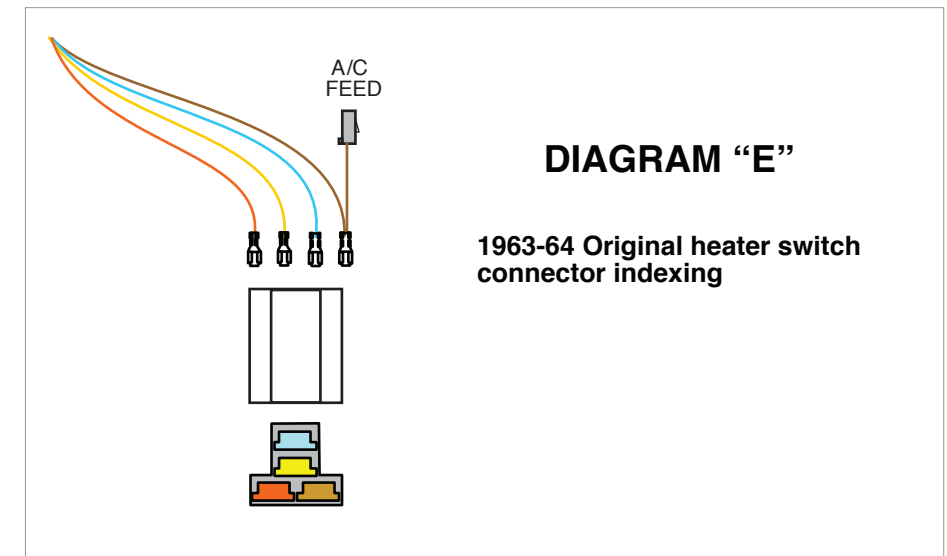 A/C
FEED
DIAGRAM “E”
1963-64 Original heater switch
connector indexing